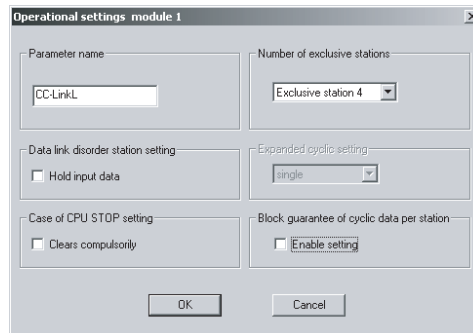 Operational settings module 1
Parameter name
CC-LinkL
Number of exclusive stations
Exclusive station 4
Data link disorder station setting
Hold input data
Expanded cyclic setting
single
Case of CPU STOP setting
Clears compulsorily
Block guarantee of cyclic data per station
Enable setting
OK
Cancel